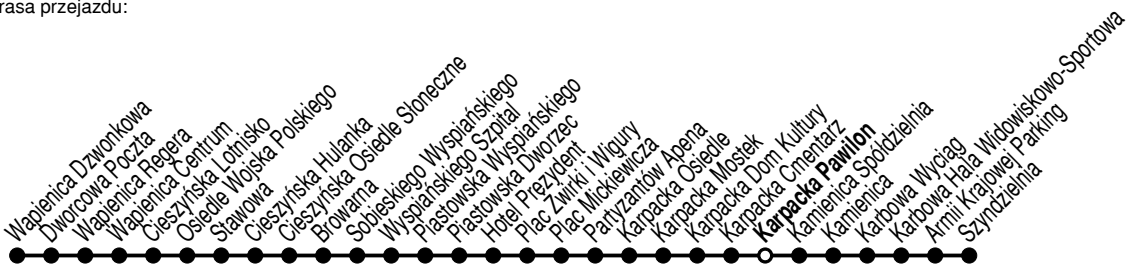 rasa przejazdu:
Wapienica Dzwonkowa
Dworcowa Poczta
Wapienica Regera
Wapienica Centrum
Cieszyńska Lotnisko
Osiedle Wojska Polskiego
Stawowa
Cieszyńska Hulanka
Cieszyńska Osiedle Słoneczne
Browarna
Sobieskiego Wyspiańskiego
Wyspiańskiego Szpital
Piastowska Wyspiańskiego
Piastowska Dworzec
Hotel Prezydent
Plac Żwirki i Wigury
Plac Mickiewicza
Partyzantów Apena
Karpacka Osiedle
Karpacka Mostek
Karpacka Dom Kultury
Karpacka Cmentarz
Karpacka Pawilon
Kamienica Spółdzielnia
Kamienica
Karbowa Wyciąg
Karbowa Hala Widowiskowo-Sportowa
Armii Krajowej Parking
Szyndzielnia